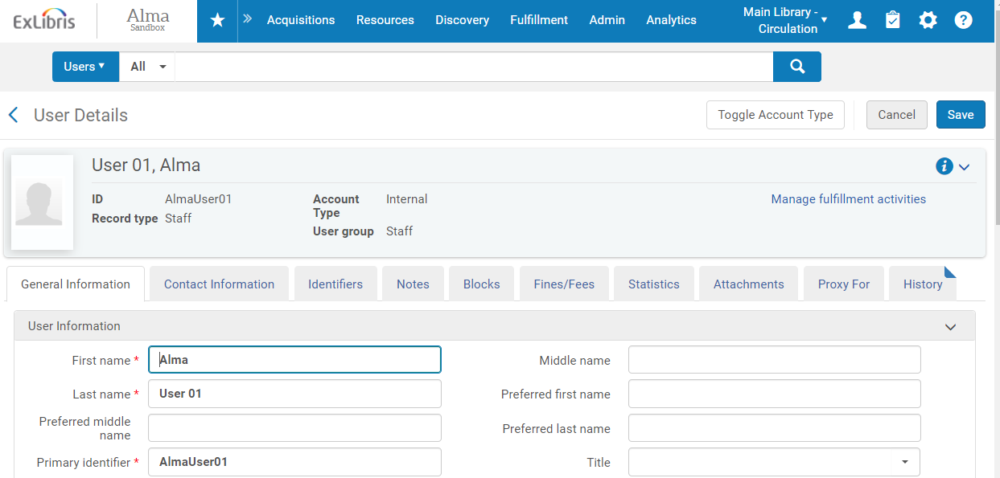 ExLibris
Alma
Sandbox
Acquisitions Resources Discovery Fulfillment Admin Analytics
Main Library -
Circulation
Users All
User Details
Toggle Account Type Cancel Save
User 01, Alma
ID AlmaUser01 Account Type Internal Manage fulfillment activities
Record type Staff
User group Staff
General Information Contact Information Identifiers Notes Blocks Fines/Fees Statistics Attachments Proxy For History
User Information
First name * Alma Middle name
Last name * User 01 Preferred first name
Preferred middle name Preferred last name
Primary identifier * AlmaUser01 Title